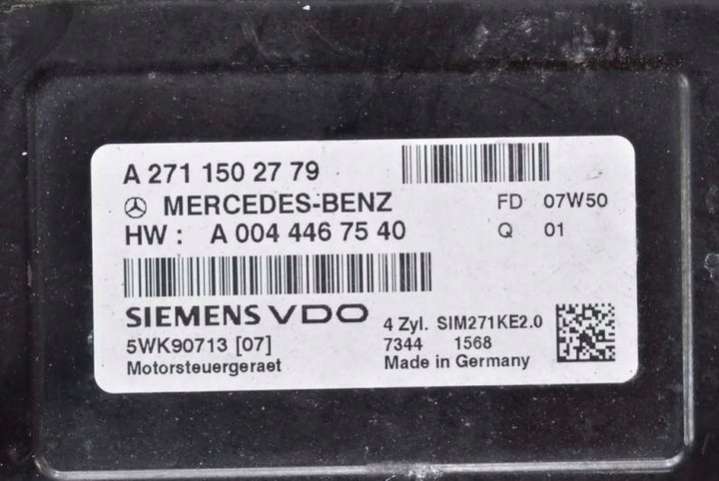 A 271 150 27 79
MERCEDES-BENZ FD 07W50
HW : A 004 446 75 40 Q 01
SIEMENS VDO 4 Zyl. SIM271KE2.0
5WK90713 [07] 7344 1568
Motorsteuergeraet Made in Germany